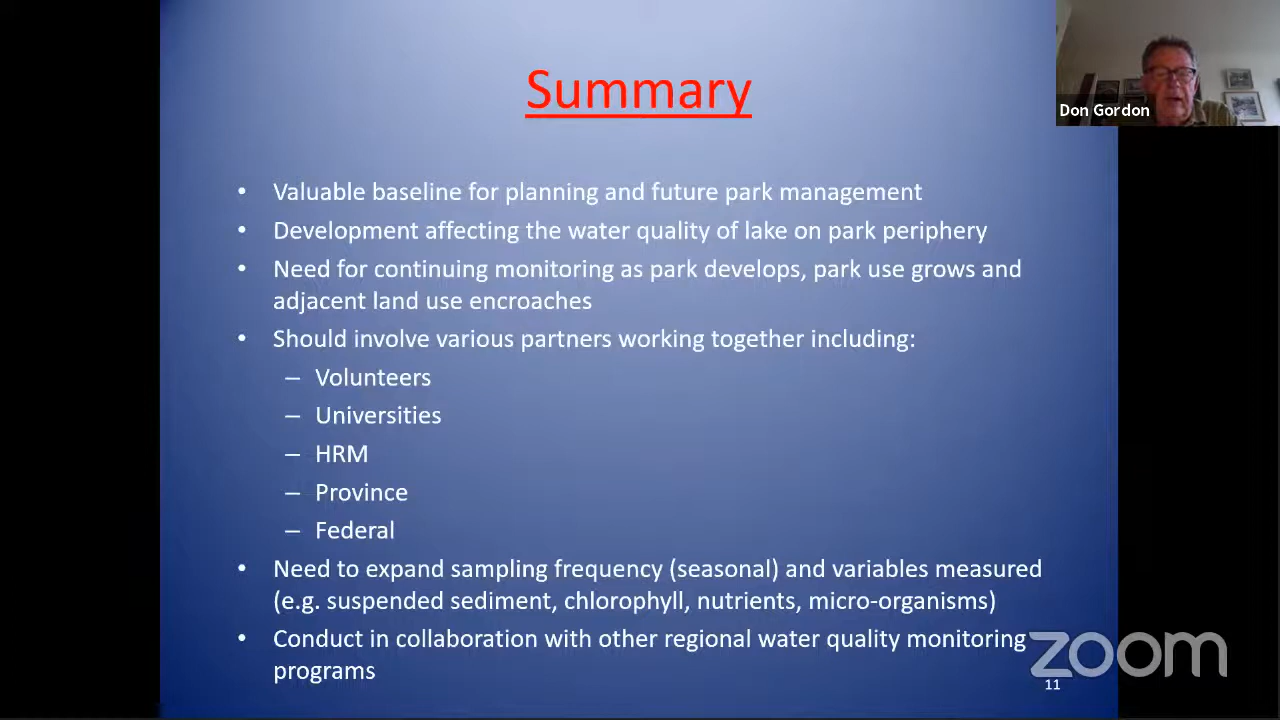 Summary
Don Gordon
• Valuable baseline for planning and future park management
• Development affecting the water quality of lake on park periphery
• Need for continuing monitoring as park develops, park use grows and
adjacent land use encroaches
• Should involve various partners working together including:
– Volunteers
– Universities
– HRM
– Province
– Federal
• Need to expand sampling frequency (seasonal) and variables measured
(e.g. suspended sediment, chlorophyll, nutrients, micro-organisms)
• Conduct in collaboration with other regional water quality monitoring
programs
zoom
11